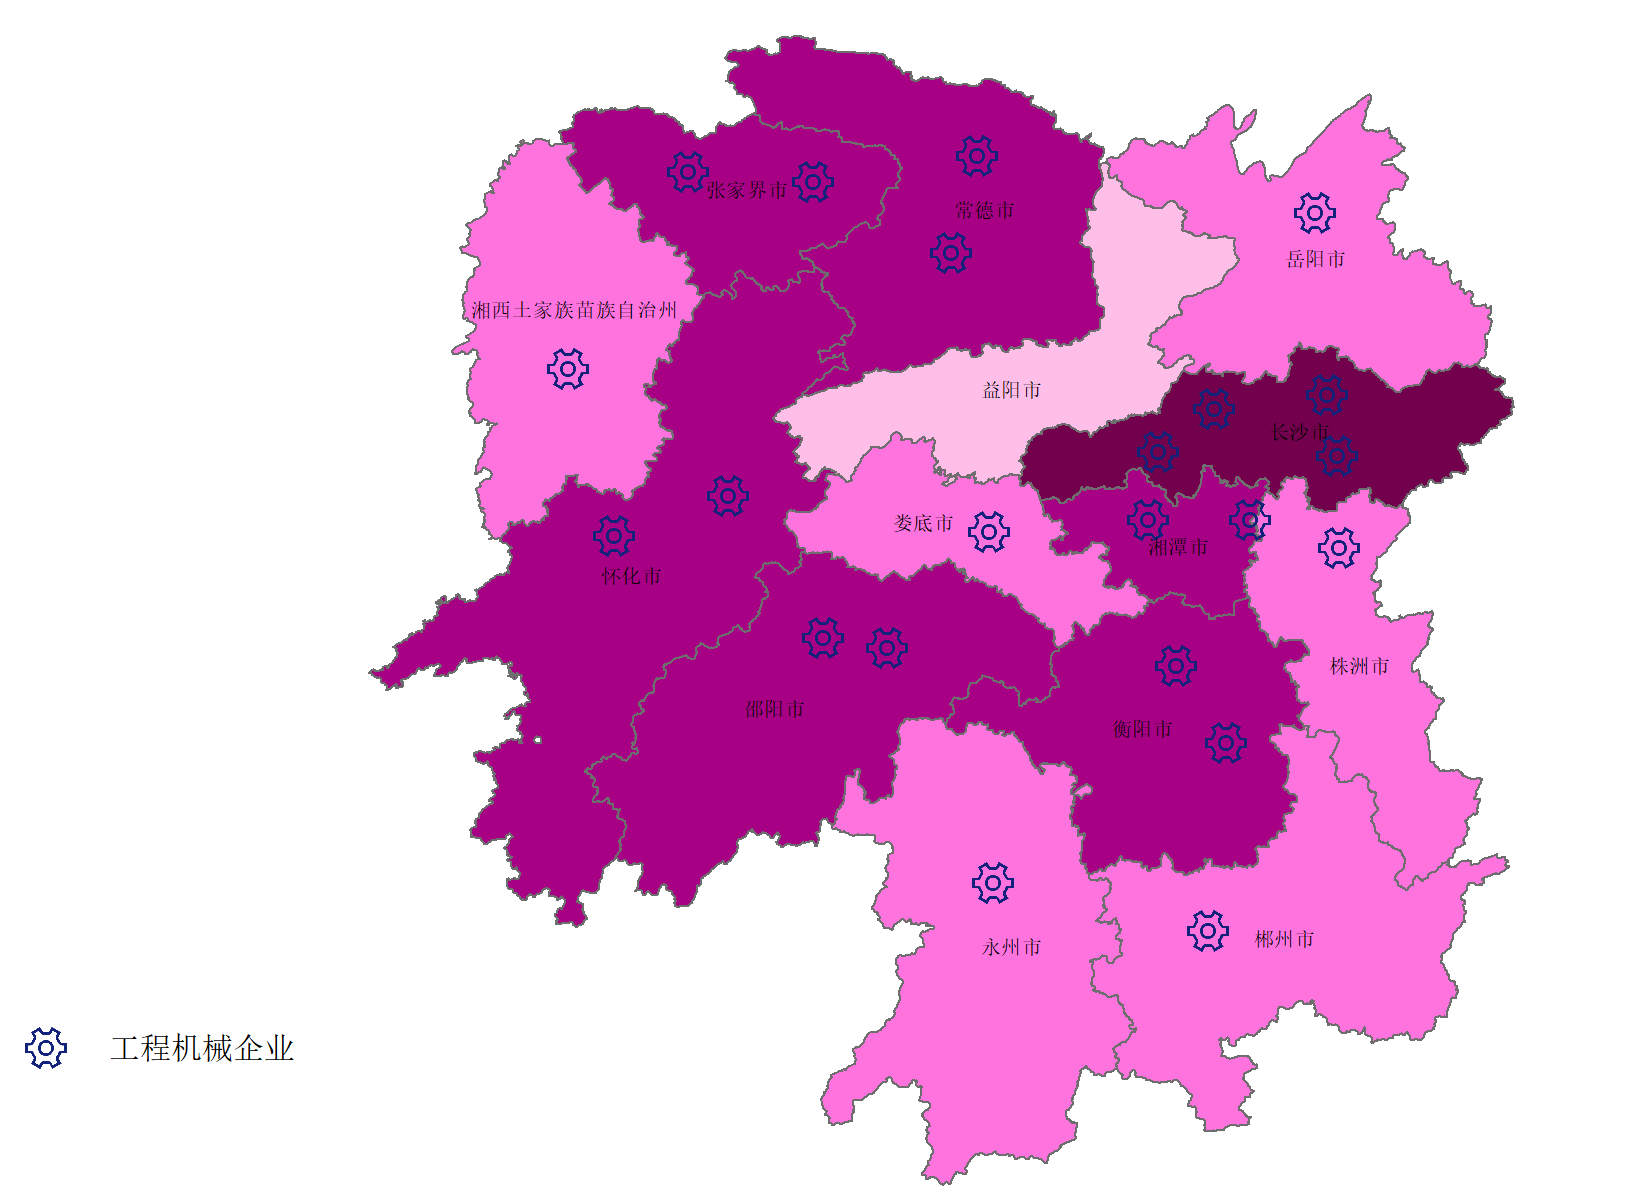 张家界市
常德市
岳阳市
湘西土家族苗族自治州
益阳市
长沙市
娄底市
湘潭市
怀化市
株洲市
邵阳市
衡阳市
郴州市
永州市
工程机械企业